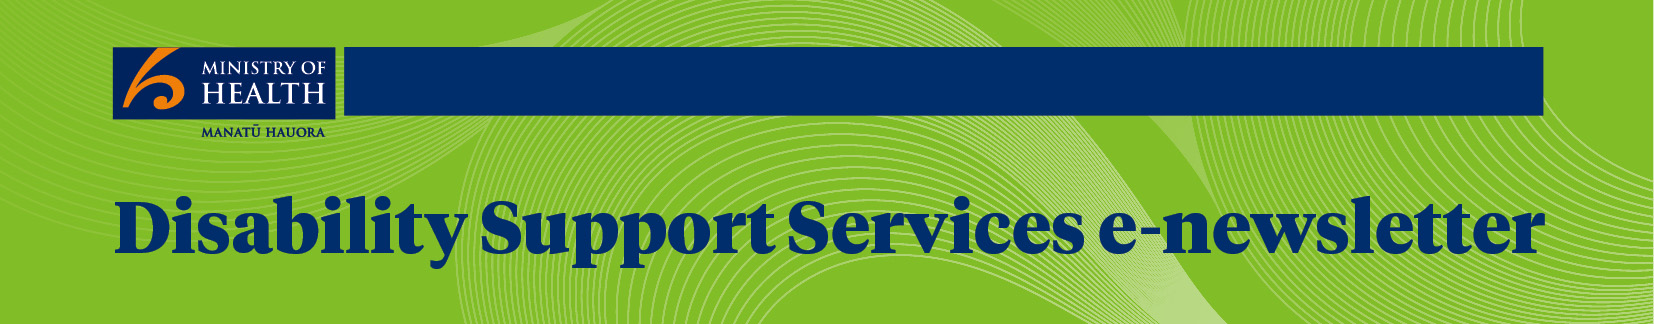 MINISTRY OF
HEALTH
MANATŪ HAUORA
Disability Support Services e-newsletter